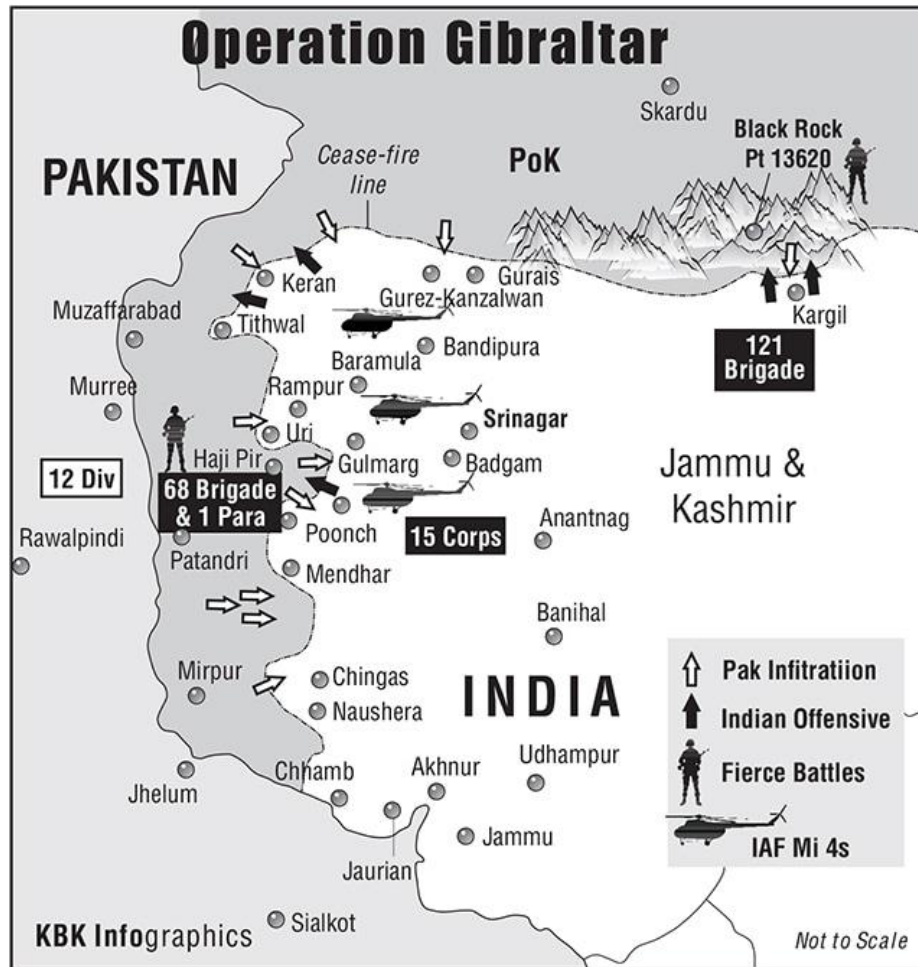 Operation Gibraltar
Skardu
Black Rock
Pt 13620
Cease-fire
line
PoK
PAKISTAN
Keran
Gurais
Gurez-Kanzalwan
Kargil
Muzaffarabad
Tithwal
Bandipura
121
Brigade
Baramula
Murree
Rampur
Srinagar
Uri
Haji Pir
Gulmarg
Badgam
Jammu &
Kashmir
12 Div
68 Brigade
& 1 Para
Poonch
15 Corps
Anantnag
Rawalpindi
Patandri
Mendhar
Banihal
Mirpur
Chingas
INDIA
Naushera
Pak Infitratiion
Indian Offensive
Fierce Battles
IAF Mi 4s
Udhampur
Chhamb
Akhnur
Jhelum
Jammu
Jaurian
Sialkot
KBK Infographics
Not to Scale